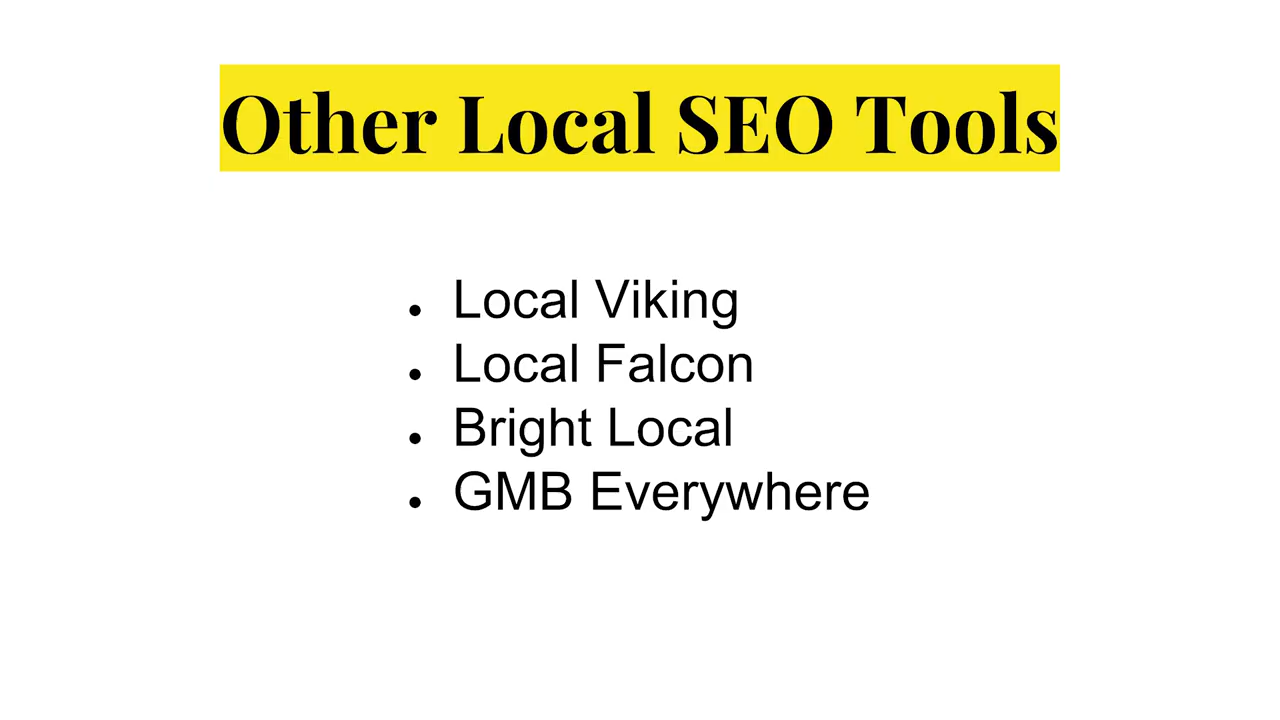 Other Local SEO Tools
• Local Viking
• Local Falcon
• Bright Local
• GMB Everywhere